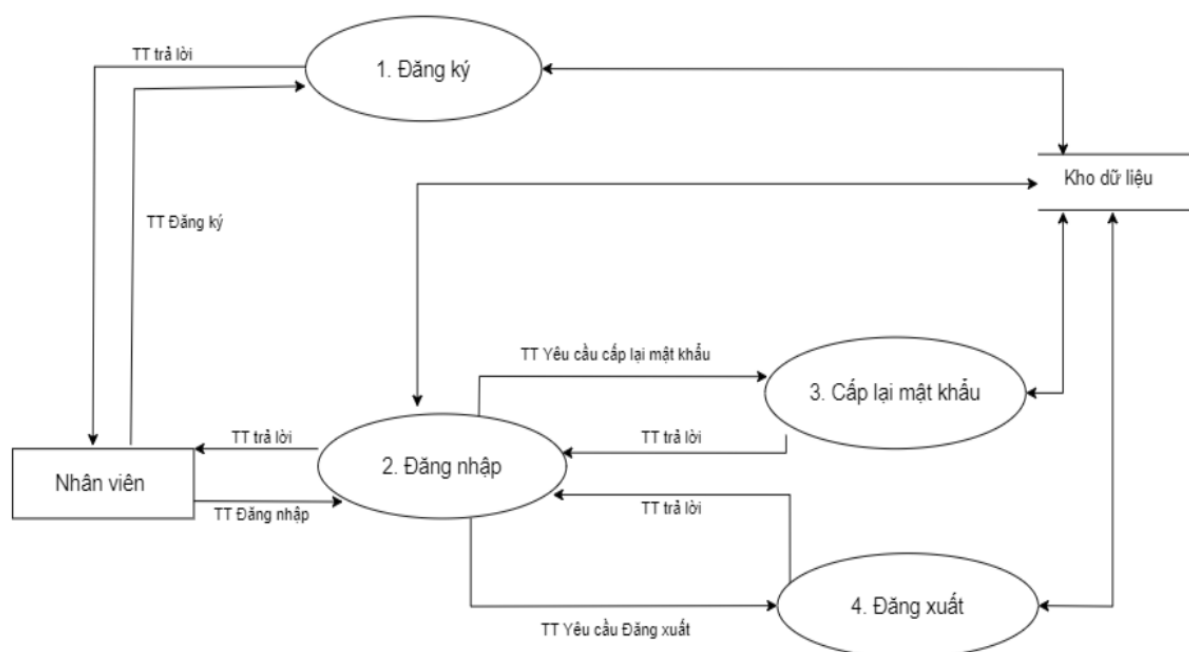 TT trả lời
1. Đăng ký
Kho dữ liệu
TT Đăng ký
TT Yêu cầu cấp lại mật khẩu
3. Cấp lại mật khẩu
TT trả lời
TT trả lời
2. Đăng nhập
Nhân viên
TT Đăng nhập
TT trả lời
4. Đăng xuất
TT Yêu cầu Đăng xuất